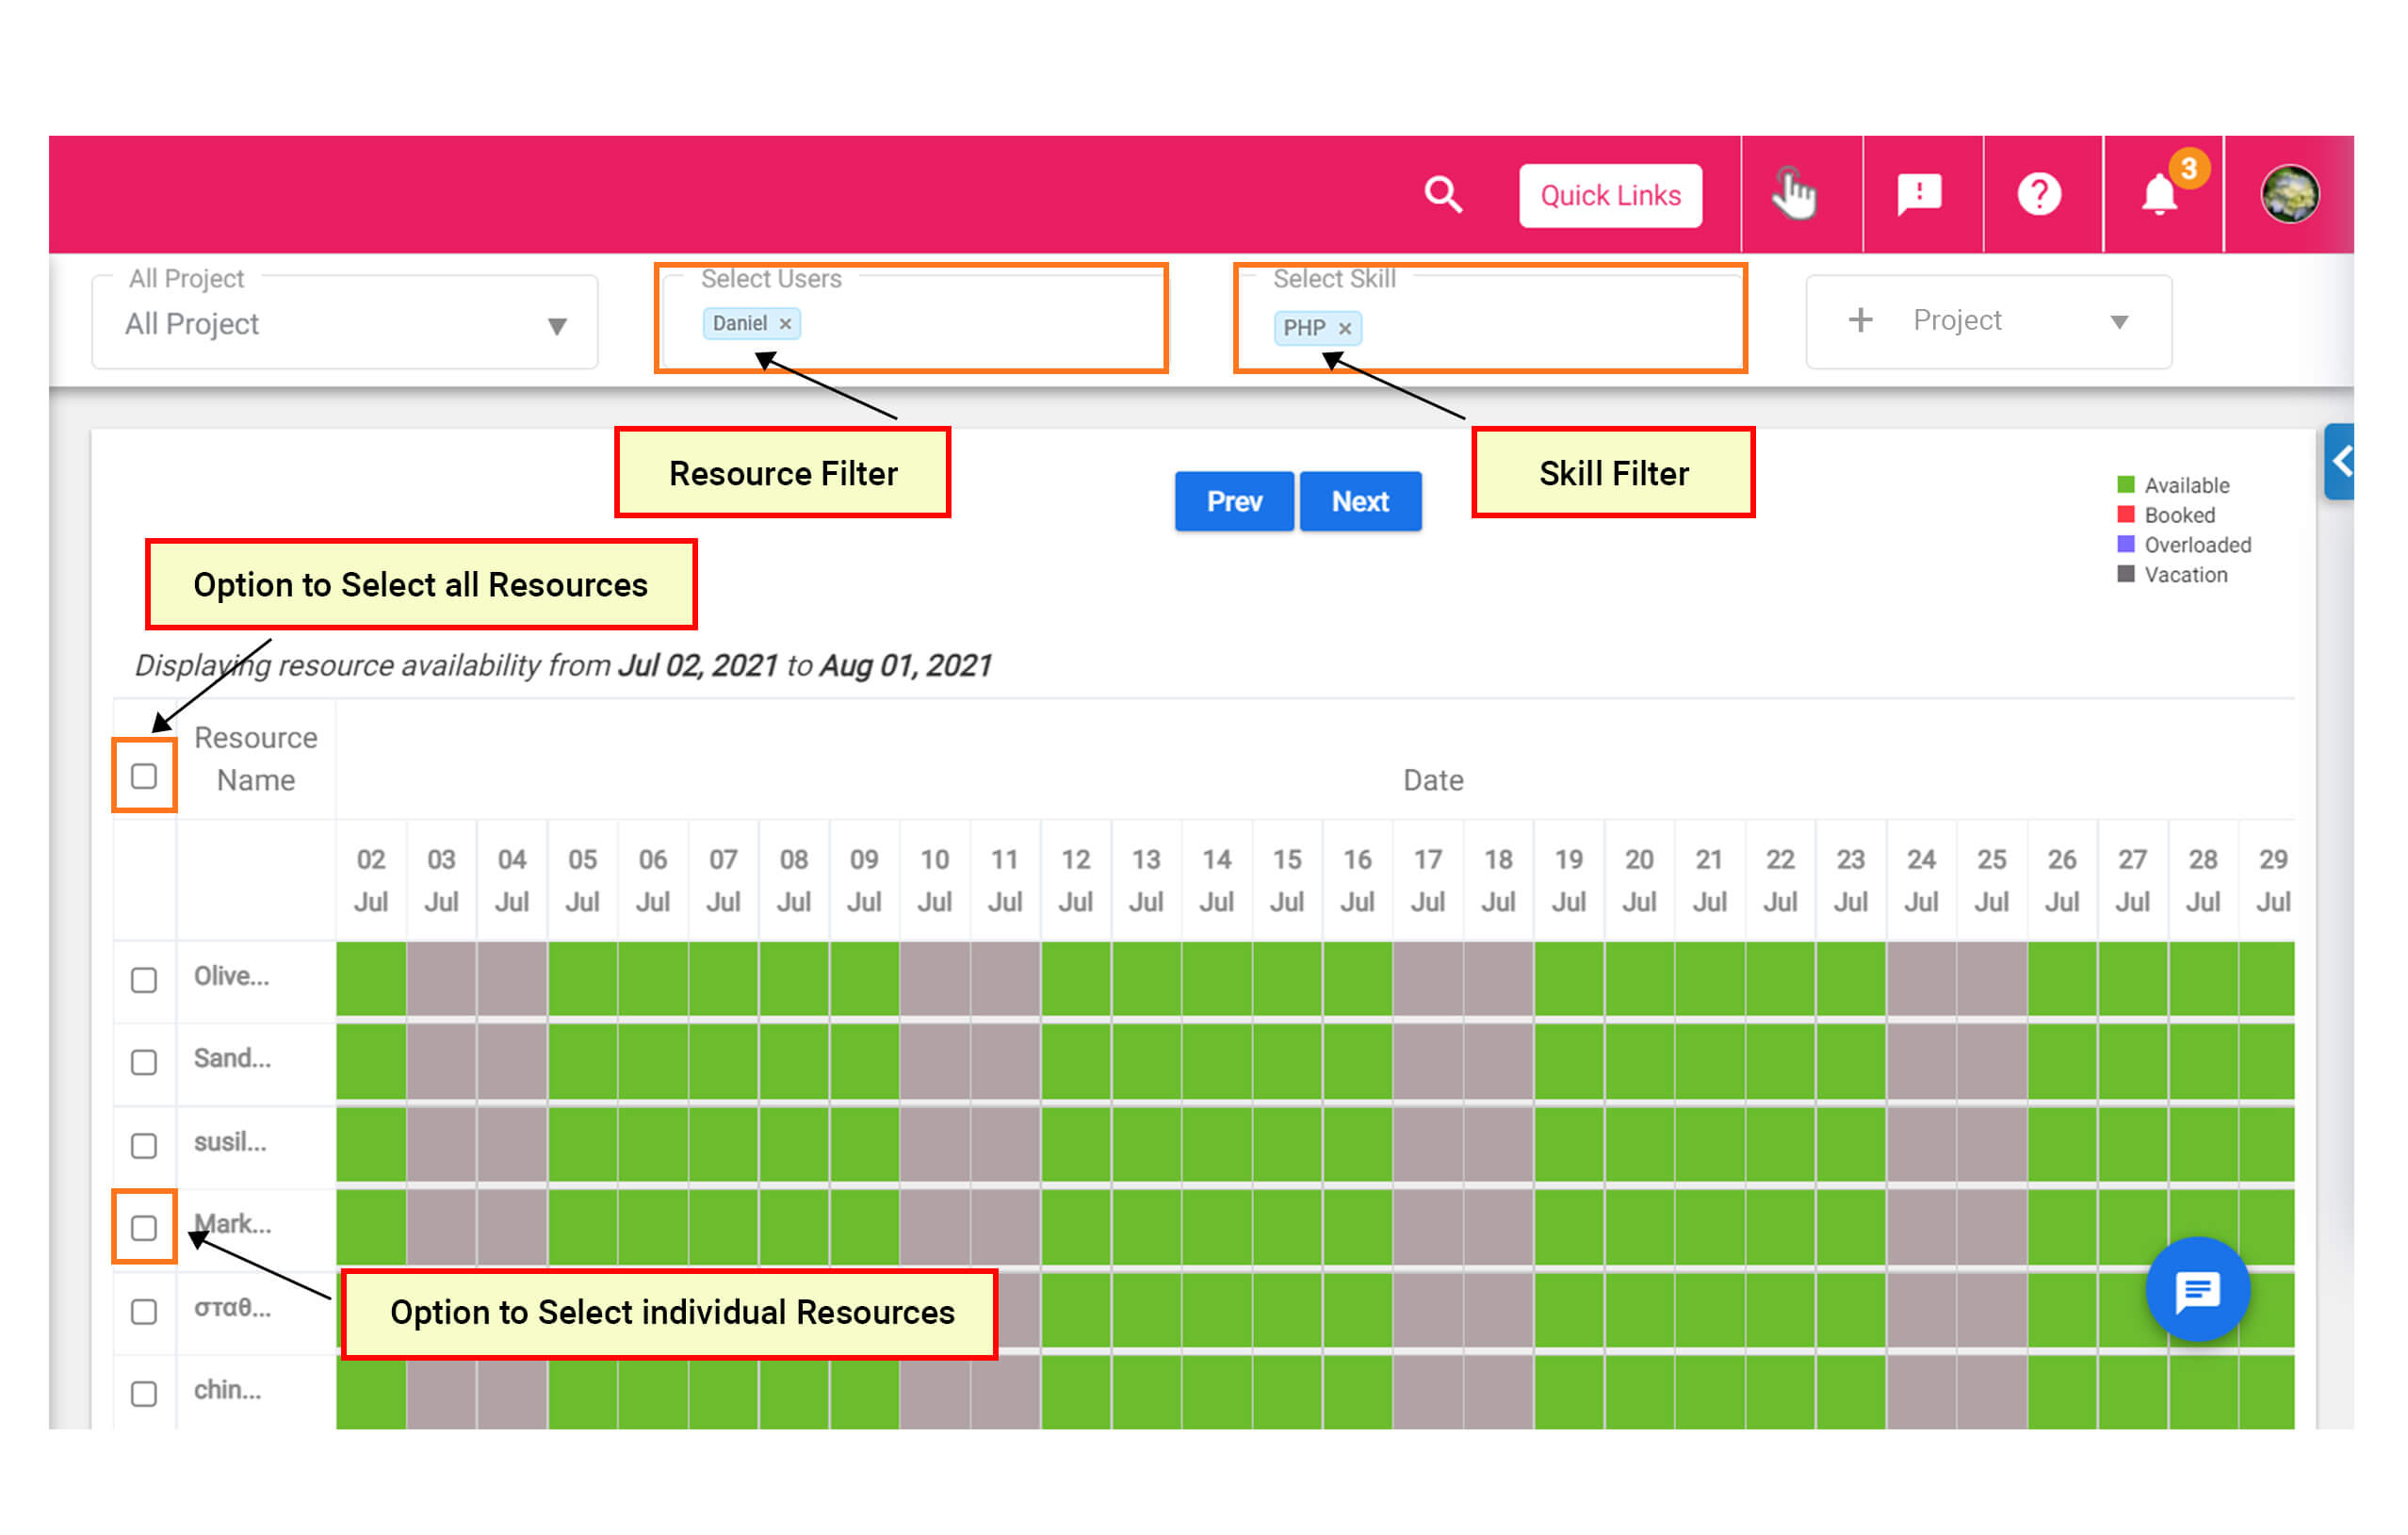 Quick Links
3
All Project
All Project
Select Users
Daniel ×
Select Skill
PHP ×
+ Project
Resource Filter
Skill Filter
Prev
Next
Available
Booked
Overloaded
Vacation
Option to Select all Resources
Displaying resource availability from Jul 02, 2021 to Aug 01, 2021
Resource
Name
Date
02 03 04 05 06 07 08 09 10 11 12 13 14 15 16 17 18 19 20 21 22 23 24 25 26 27 28 29
Jul Jul Jul Jul Jul Jul Jul Jul Jul Jul Jul Jul Jul Jul Jul Jul Jul Jul Jul Jul Jul Jul Jul Jul Jul Jul Jul Jul
Olive...
Sand...
susil...
Mark...
σταθ...
Option to Select individual Resources
chin...